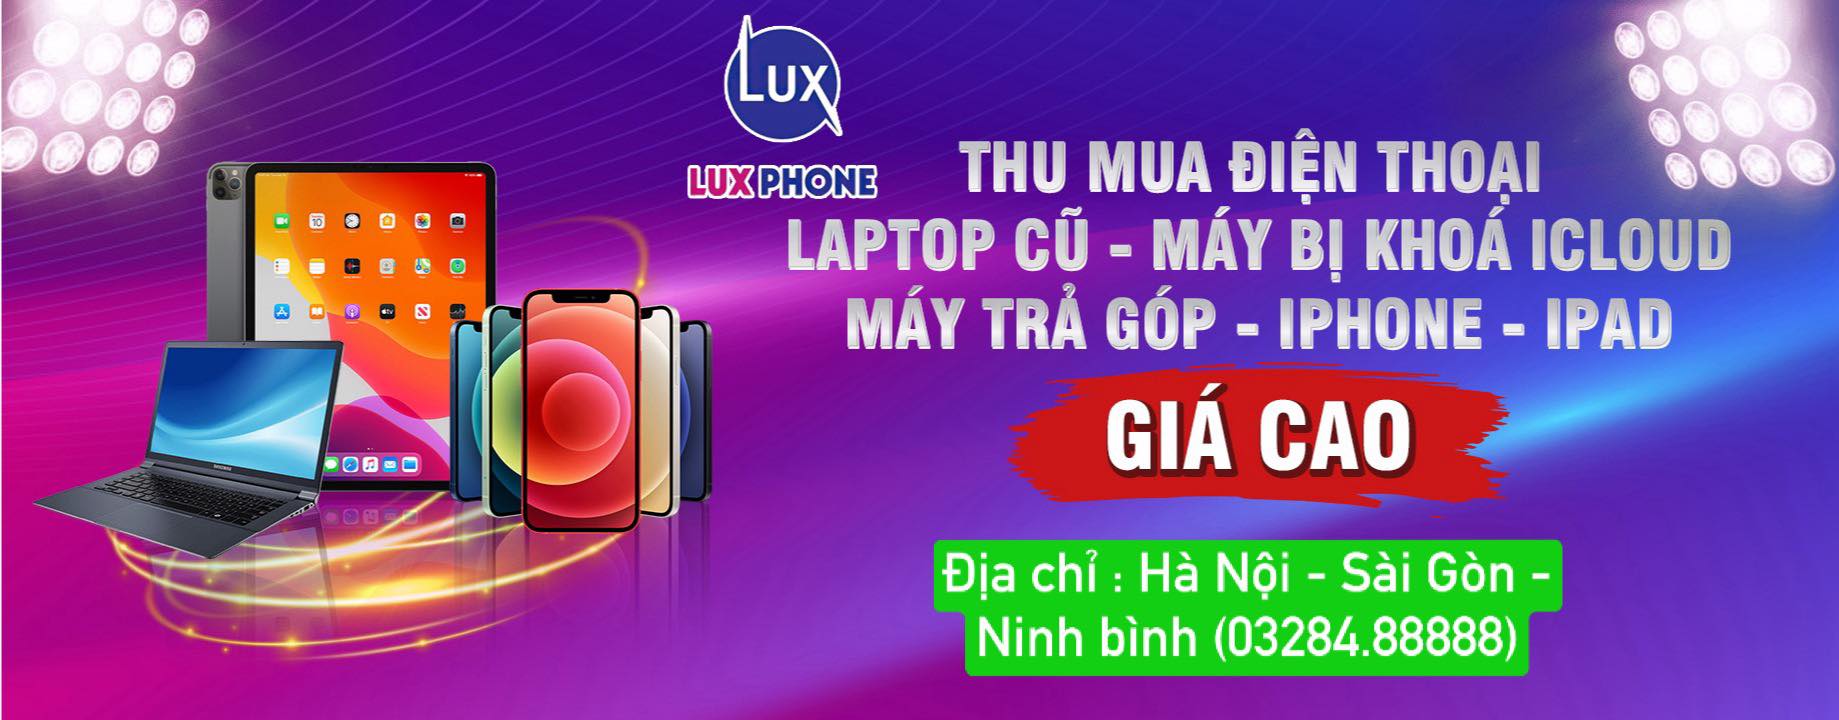 LUX
LUX PHONE
THU MUA ĐIỆN THOẠI
LAPTOP CŨ - MÁY BỊ KHOÁ ICLOUD
MÁY TRẢ GÓP - IPHONE - IPAD
GIÁ CAO
Địa chỉ : Hà Nội - Sài Gòn -
Ninh bình (03284.88888)